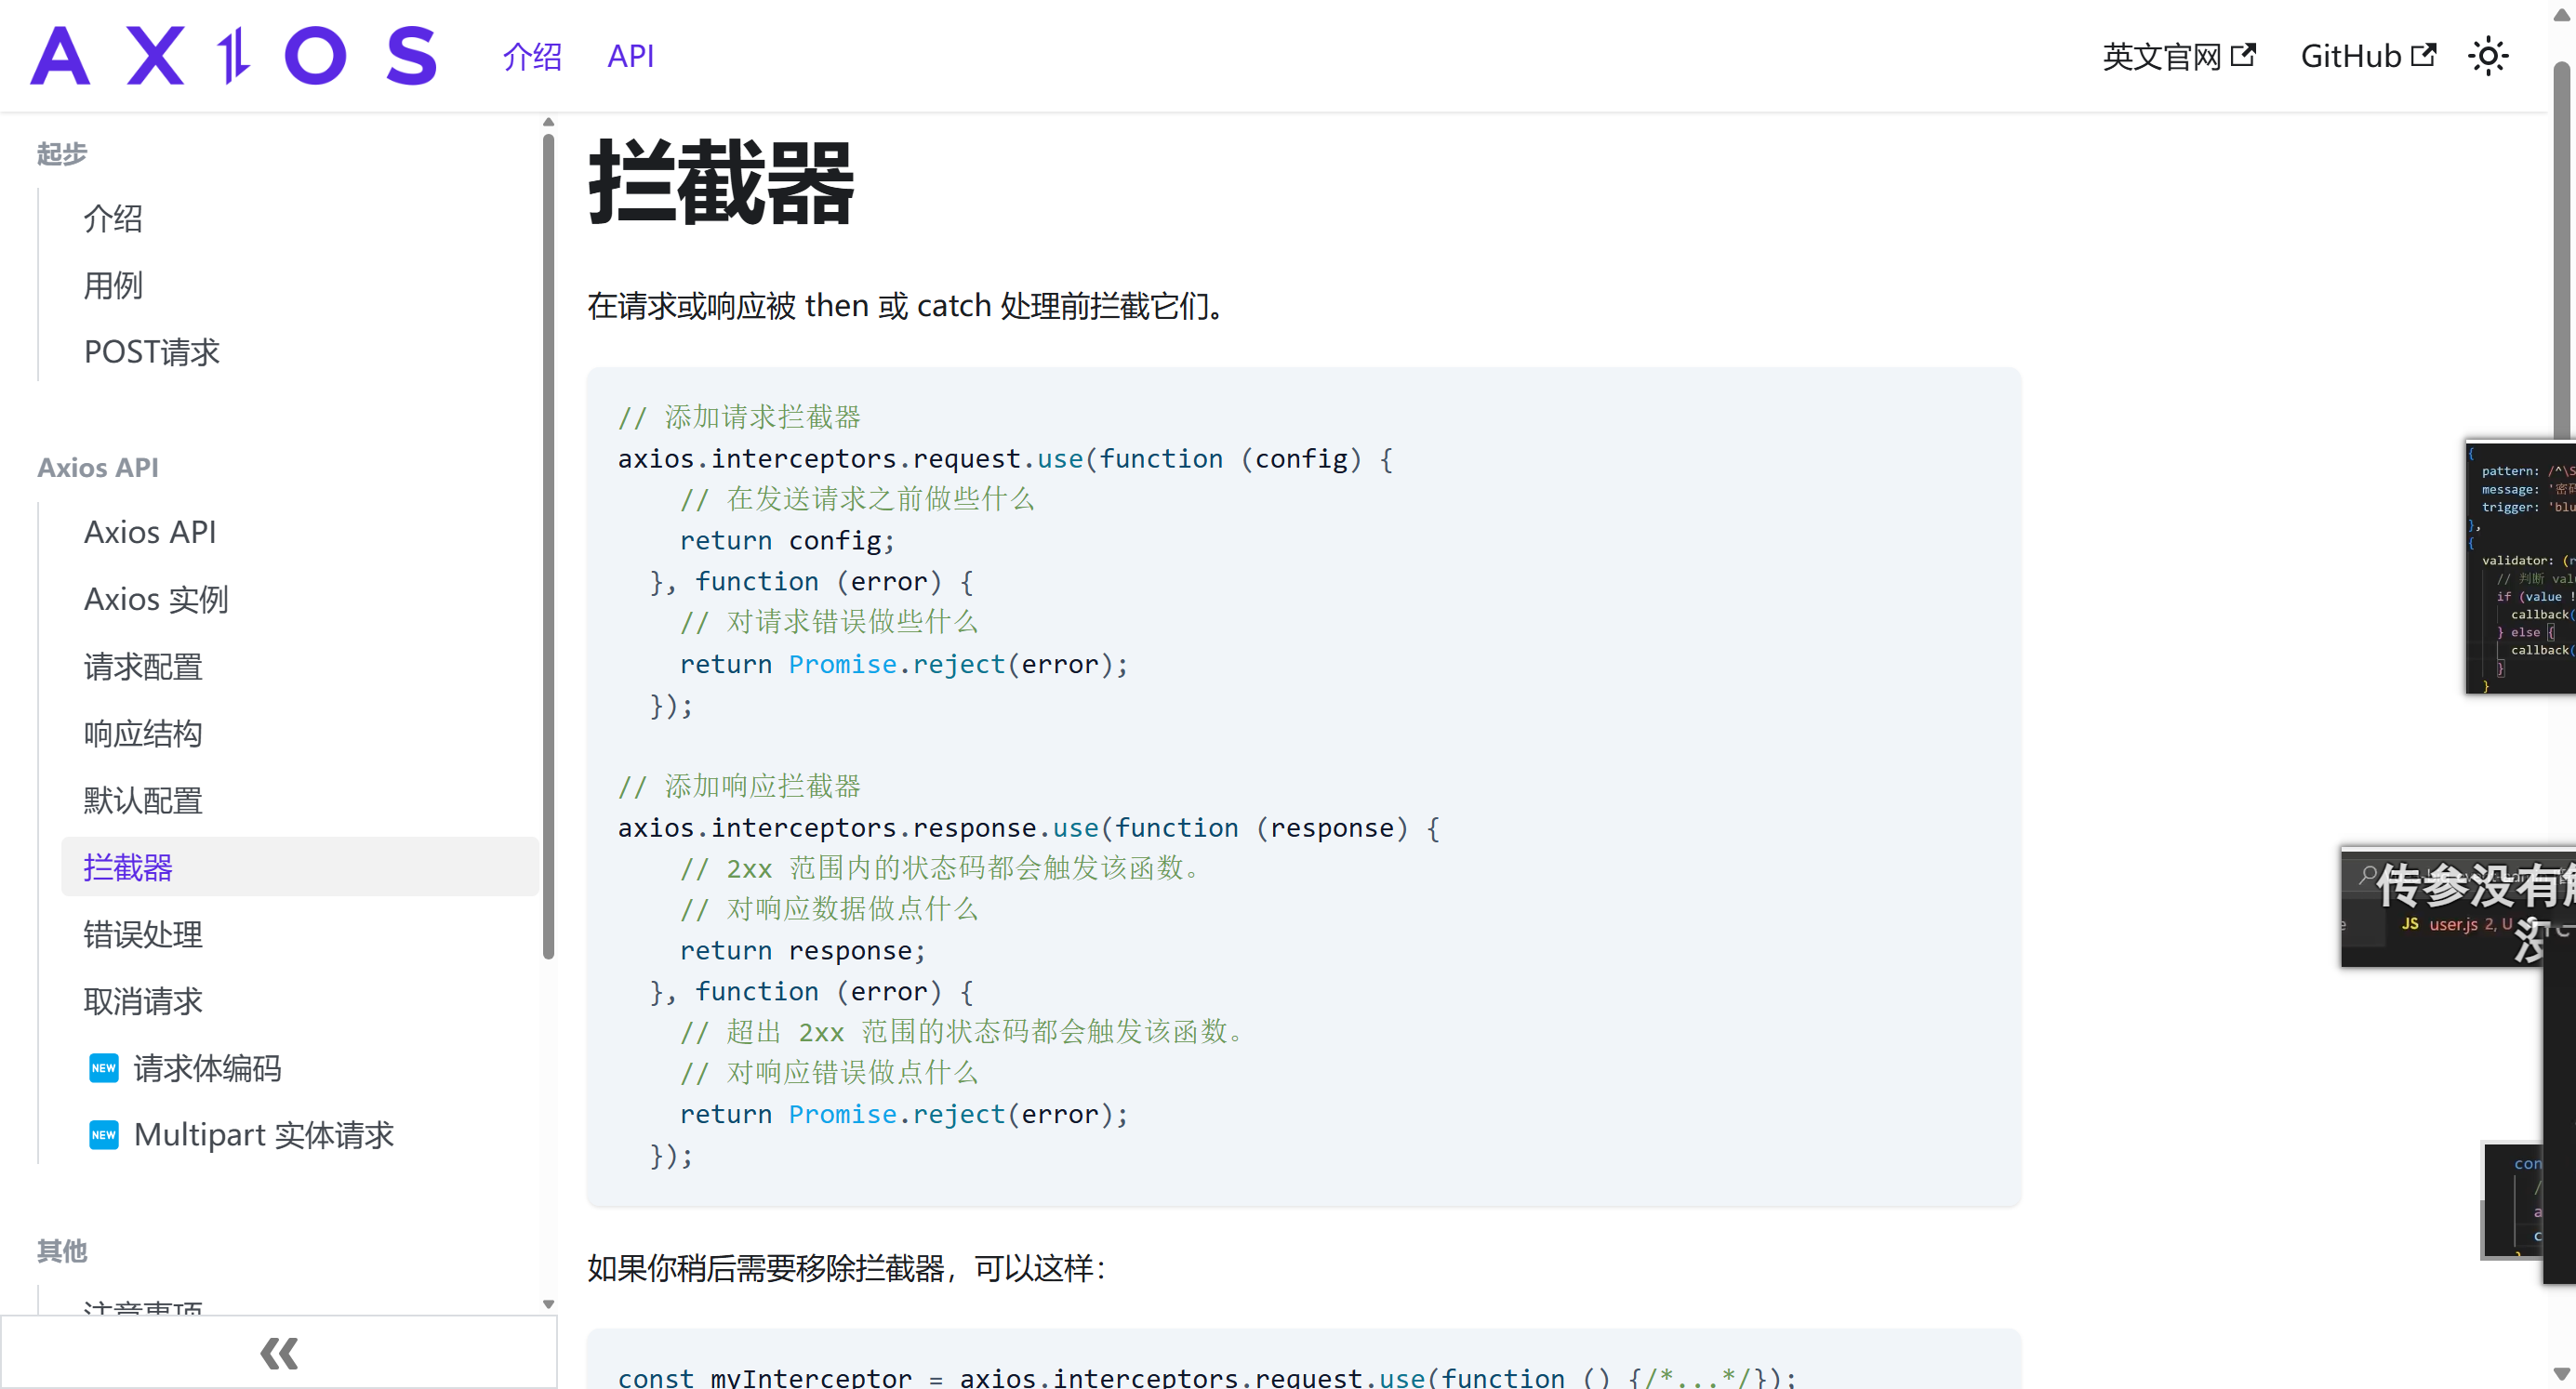 AXIOS
介绍
API
英文官网
GitHub
起步
介绍
用例
POST请求
Axios API
Axios API
Axios 实例
请求配置
响应结构
默认配置
拦截器
错误处理
取消请求
NEW 请求体编码
NEW Multipart 实体请求
其他
注意事项
拦截器
在请求或响应被 then 或 catch 处理前拦截它们。
// 添加请求拦截器
axios.interceptors.request.use(function (config) {
    // 在发送请求之前做些什么
    return config;
  }, function (error) {
    // 对请求错误做些什么
    return Promise.reject(error);
  });
// 添加响应拦截器
axios.interceptors.response.use(function (response) {
    // 2xx 范围内的状态码都会触发该函数。
    // 对响应数据做点什么
    return response;
  }, function (error) {
    // 超出 2xx 范围的状态码都会触发该函数。
    // 对响应错误做点什么
    return Promise.reject(error);
  });
如果你稍后需要移除拦截器，可以这样：
const myInterceptor = axios.interceptors.request.use(function () {/*...*/});
{
pattern: /^\S
message: '密码
trigger: 'blu
},
{
validator: (r
// 判断 valu
if (value !
callback(
} else {
callback(
}
}
传参没有
JS user.js 2, U
没
con
/
a
c